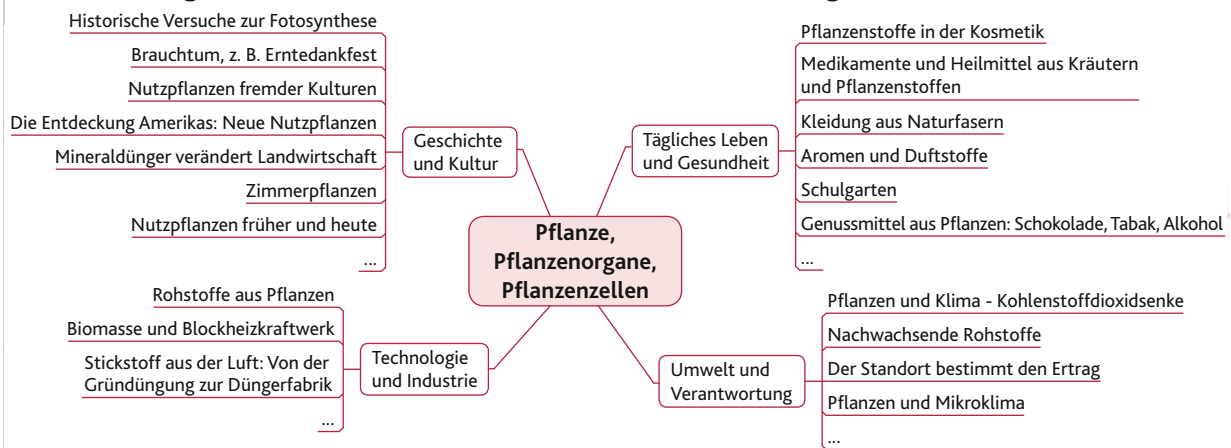 Historische Versuche zur Fotosynthese
Brauchtum, z. B. Erntedankfest
Nutzpflanzen fremder Kulturen
Die Entdeckung Amerikas: Neue Nutzpflanzen
Mineraldünger verändert Landwirtschaft
Zimmerpflanzen
Nutzpflanzen früher und heute
...
Geschichte
und Kultur
Pflanzenstoffe in der Kosmetik
Medikamente und Heilmittel aus Kräutern
und Pflanzenstoffen
Kleidung aus Naturfasern
Aromen und Duftstoffe
Schulgarten
Genussmittel aus Pflanzen: Schokolade, Tabak, Alkohol
...
Tägliches Leben
und Gesundheit
Pflanze,
Pflanzenorgane,
Pflanzenzellen
Rohstoffe aus Pflanzen
Biomasse und Blockheizkraftwerk
Stickstoff aus der Luft: Von der
Gründüngung zur Düngerfabrik
...
Technologie
und Industrie
Umwelt und
Verantwortung
Pflanzen und Klima - Kohlenstoffdioxidsenke
Nachwachsende Rohstoffe
Der Standort bestimmt den Ertrag
Pflanzen und Mikroklima
...